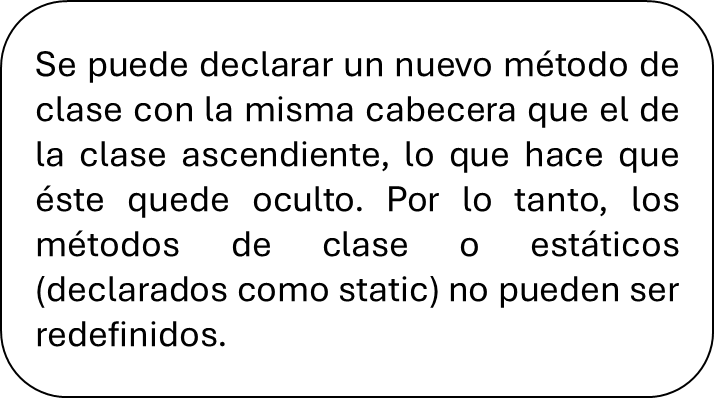 Se puede declarar un nuevo método de
clase con la misma cabecera que el de
la clase ascendiente, lo que hace que
éste quede oculto. Por lo tanto, los
métodos de clase o estáticos
(declarados como static) no pueden ser
redefinidos.